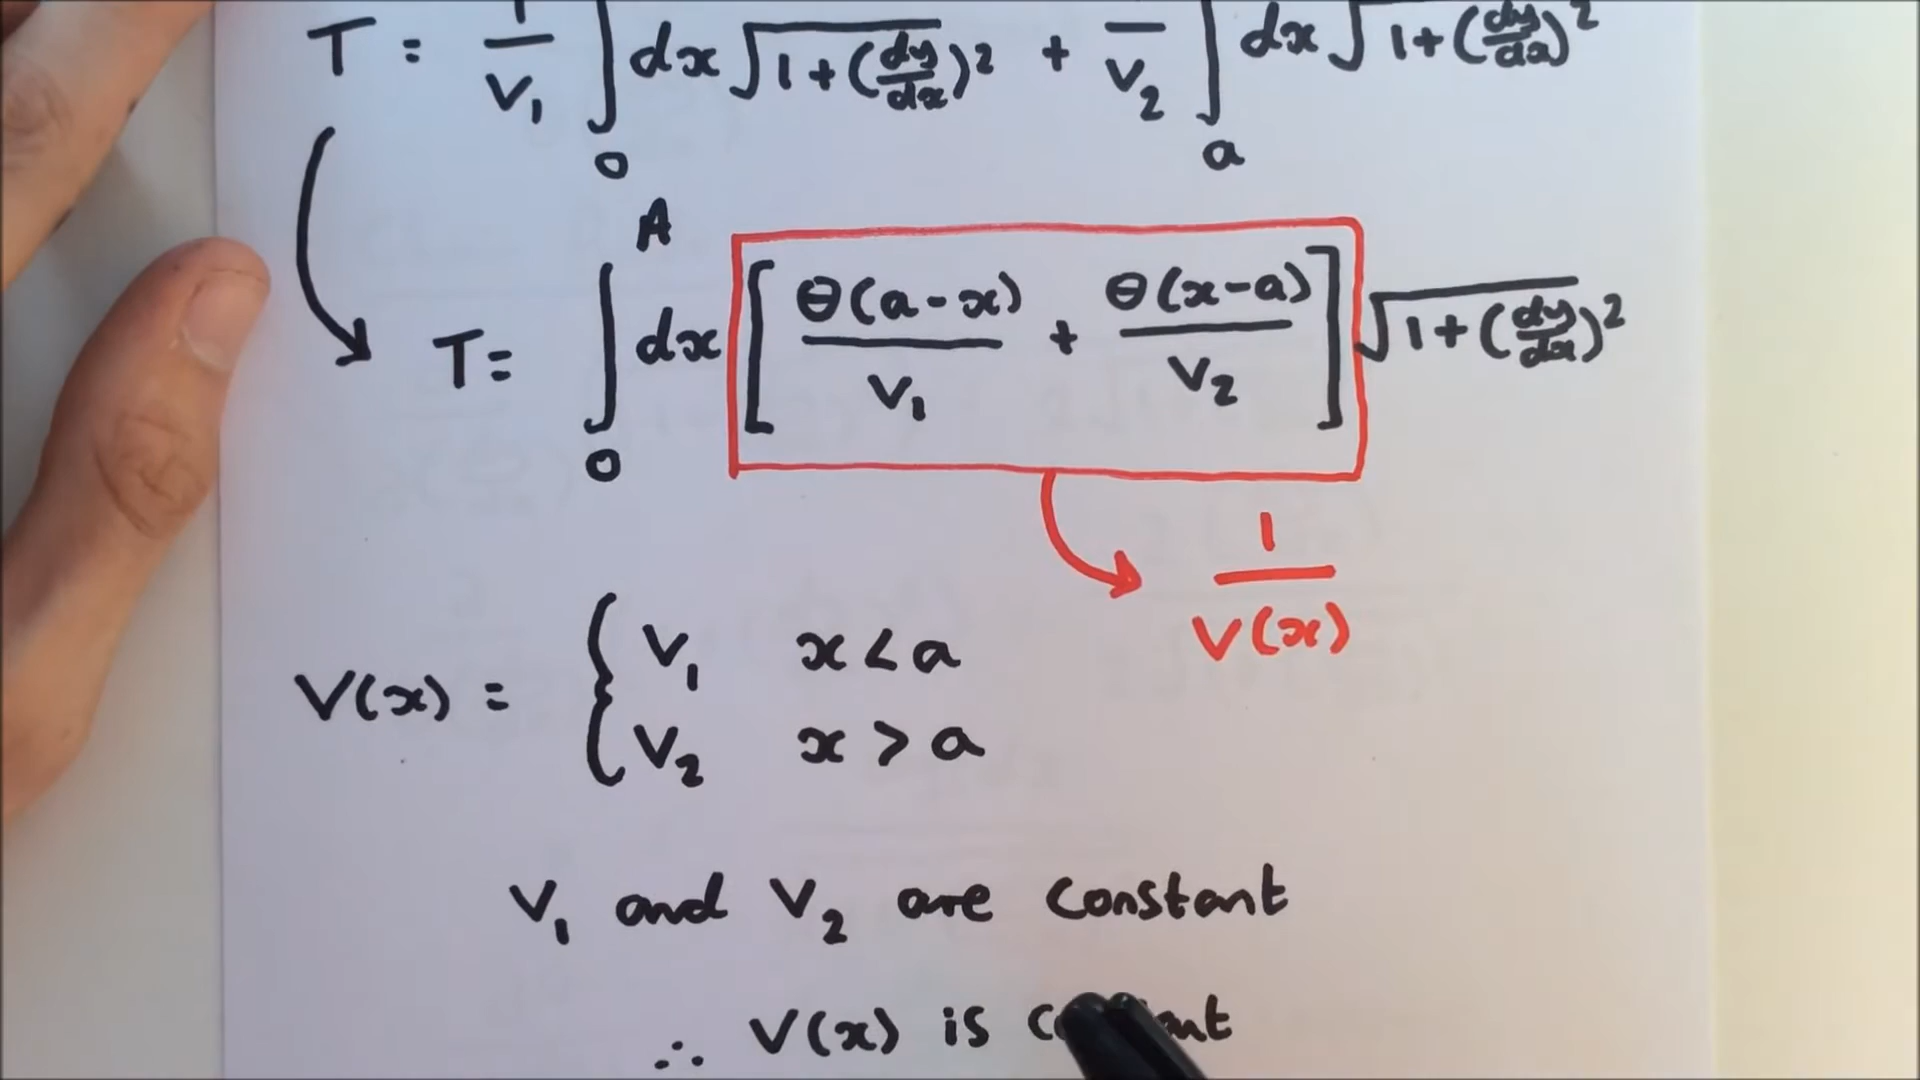 T = 1/V₁ ∫₀ dx √(1+(dy/dx)²) + —/V₂ ∫ₐ dx √(1+(dy/dx)²)
T = ∫₀ᴬ dx [θ(a-x)/V₁ + θ(x-a)/V₂] √(1+(dy/dx)²)
1/V(x)
V(x) = { V₁ x < a
V₂ x > a
V₁ and V₂ are constant
∴ V(x) is